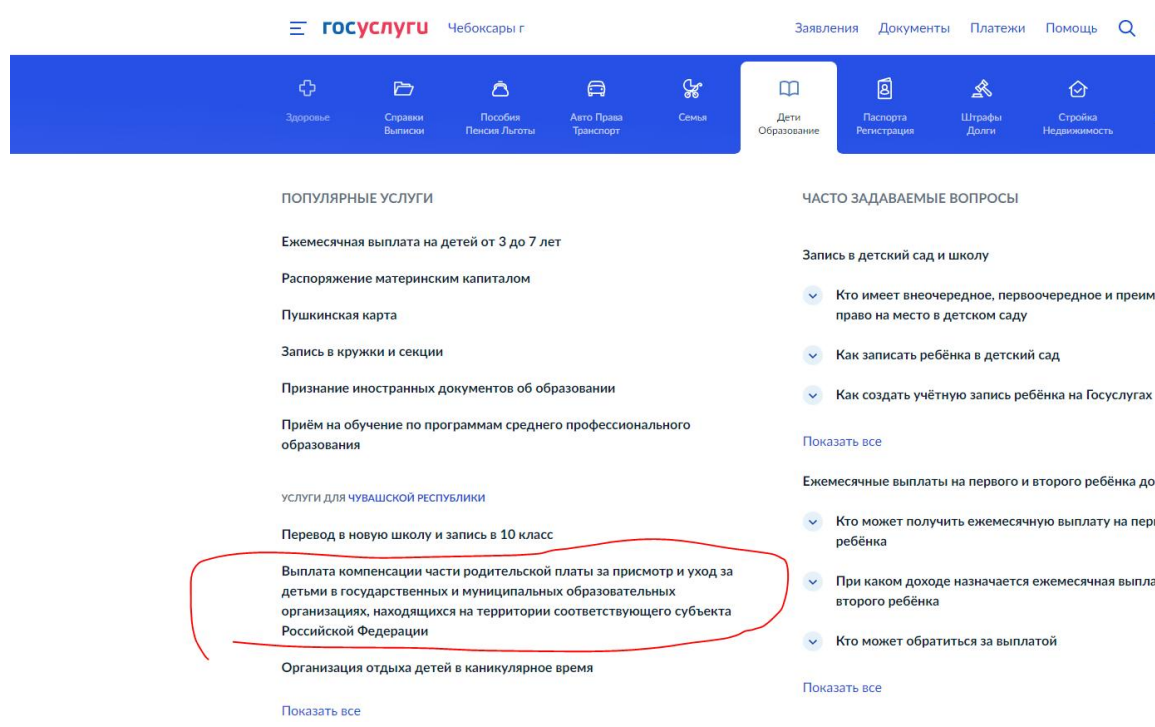 госуслуги Чебоксары г Заявления Документы Платежи Помощь
Здоровье
Справки
Выписки
Пособия
Пенсия Льготы
Авто Права
Транспорт
Семья
Дети
Образование
Паспорта
Регистрация
Штрафы
Долги
Стройка
Недвижимость
ПОПУЛЯРНЫЕ УСЛУГИ
Ежемесячная выплата на детей от 3 до 7 лет
Распоряжение материнским капиталом
Пушкинская карта
Запись в кружки и секции
Признание иностранных документов об образовании
Приём на обучение по программам среднего профессионального
образования
УСЛУГИ ДЛЯ ЧУВАШСКОЙ РЕСПУБЛИКИ
Перевод в новую школу и запись в 10 класс
Выплата компенсации части родительской платы за присмотр и уход за
детьми в государственных и муниципальных образовательных
организациях, находящихся на территории соответствующего субъекта
Российской Федерации
Организация отдыха детей в каникулярное время
Показать все
ЧАСТО ЗАДАВАЕМЫЕ ВОПРОСЫ
Запись в детский сад и школу
Кто имеет внеочередное, первоочередное и преим
право на место в детском саду
Как записать ребёнка в детский сад
Как создать учётную запись ребёнка на Госуслугах
Показать все
Ежемесячные выплаты на первого и второго ребёнка до
Кто может получить ежемесячную выплату на пер
ребёнка
При каком доходе назначается ежемесячная выпла
второго ребёнка
Кто может обратиться за выплатой
Показать все